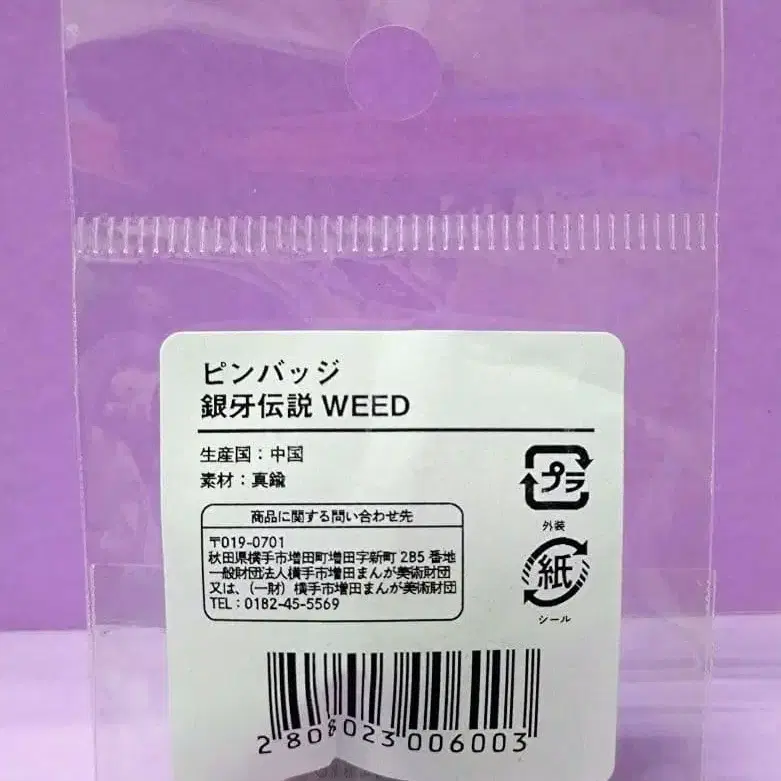 ピンバッジ
銀牙伝説 WEED
生産国：中国
素材：真鍮
プラ
外装
紙
シール
商品に関する問い合わせ先
〒019-0701
秋田県横手市増田町増田字新町 285 番地
一般財団法人横手市増田まんが美術財団
又は、（一財）横手市増田まんが美術財団
TEL：0182-45-5569
2 808023 006003